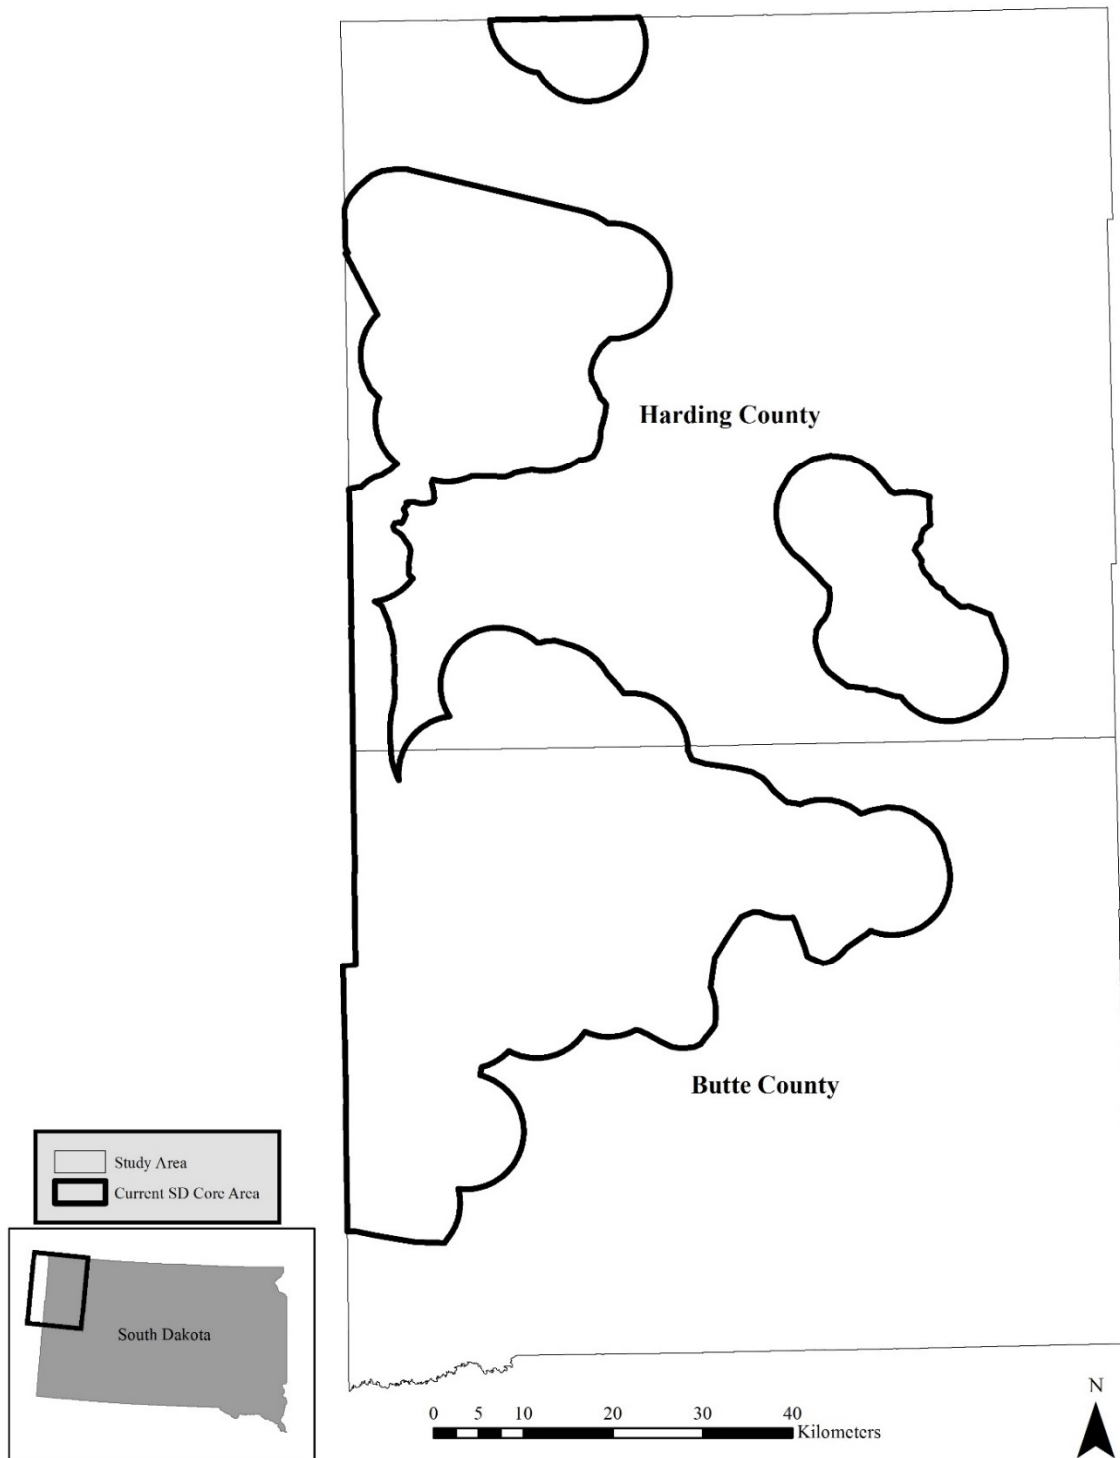 Harding County
Butte County
Study Area
Current SD Core Area
South Dakota
N
0 5 10 20 30 40
Kilometers